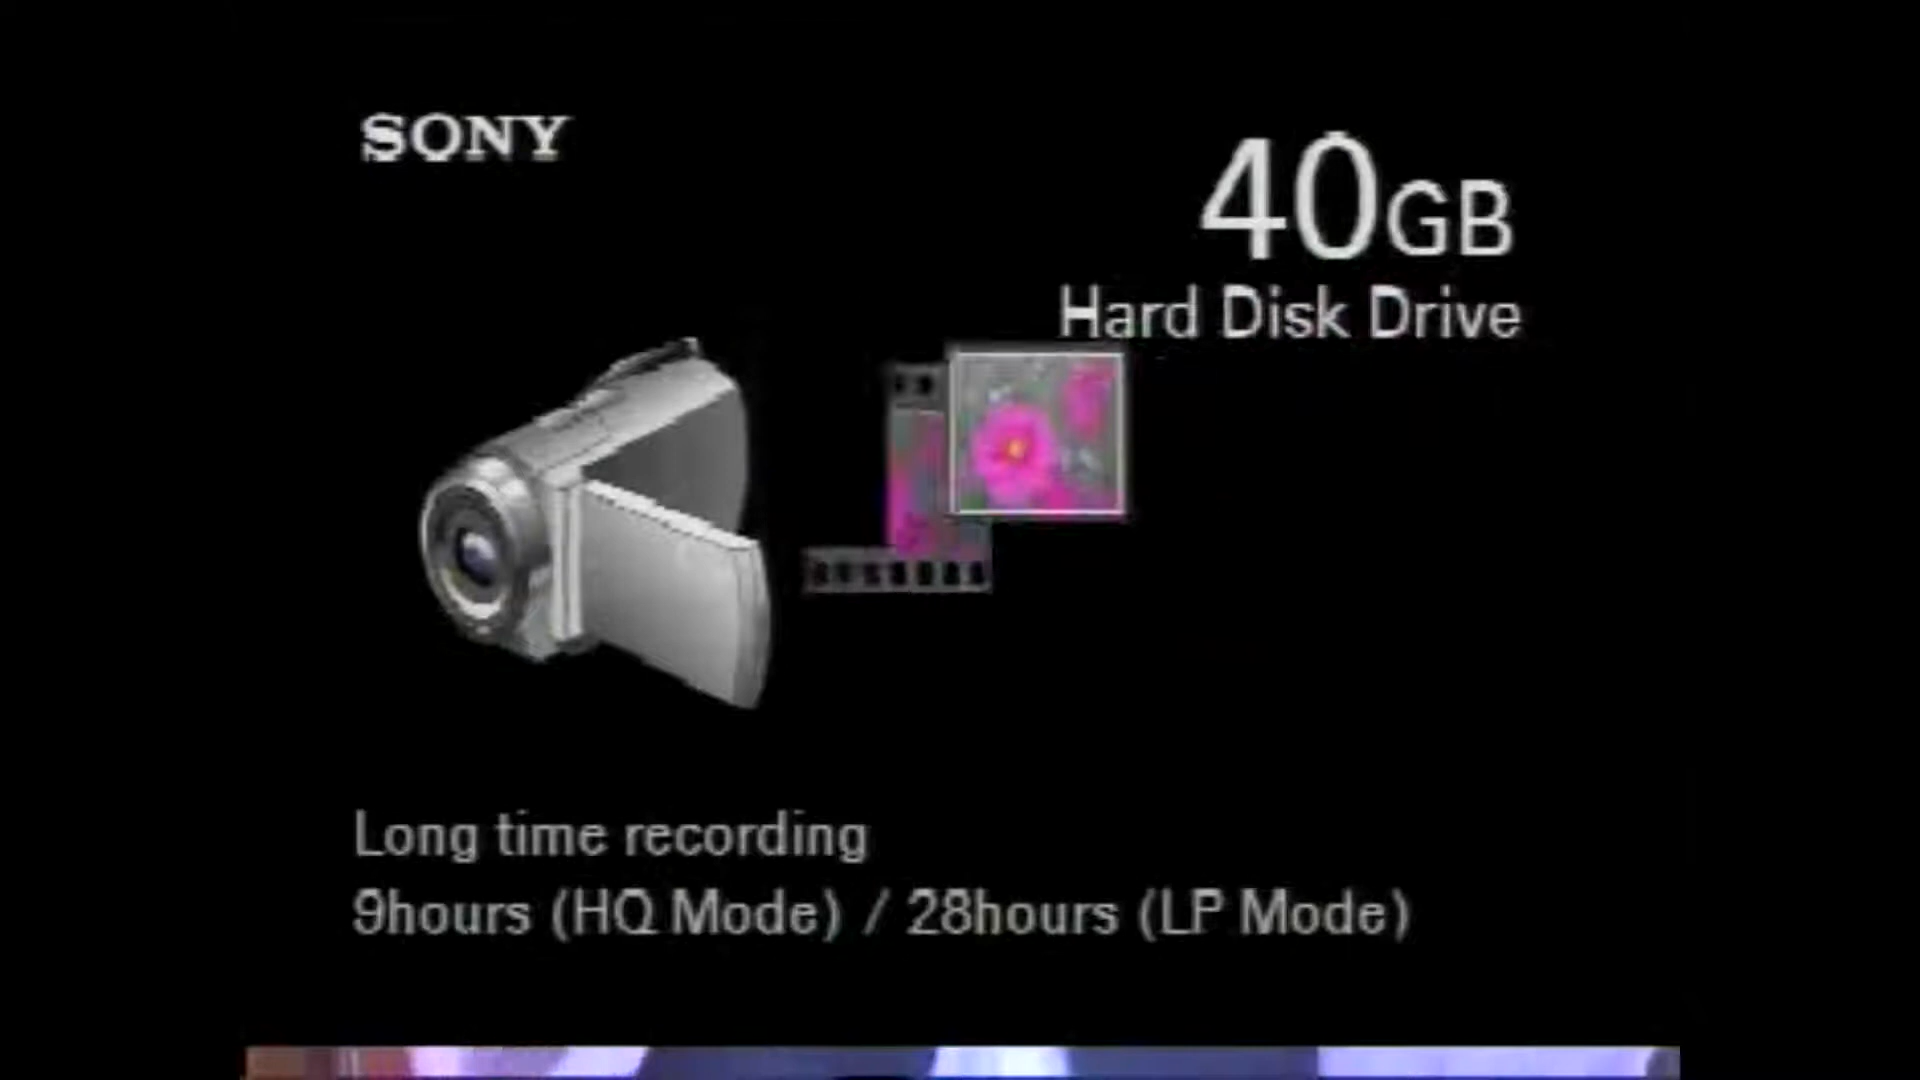 SONY
40GB
Hard Disk Drive
Long time recording
9hours (HQ Mode) / 28hours (LP Mode)